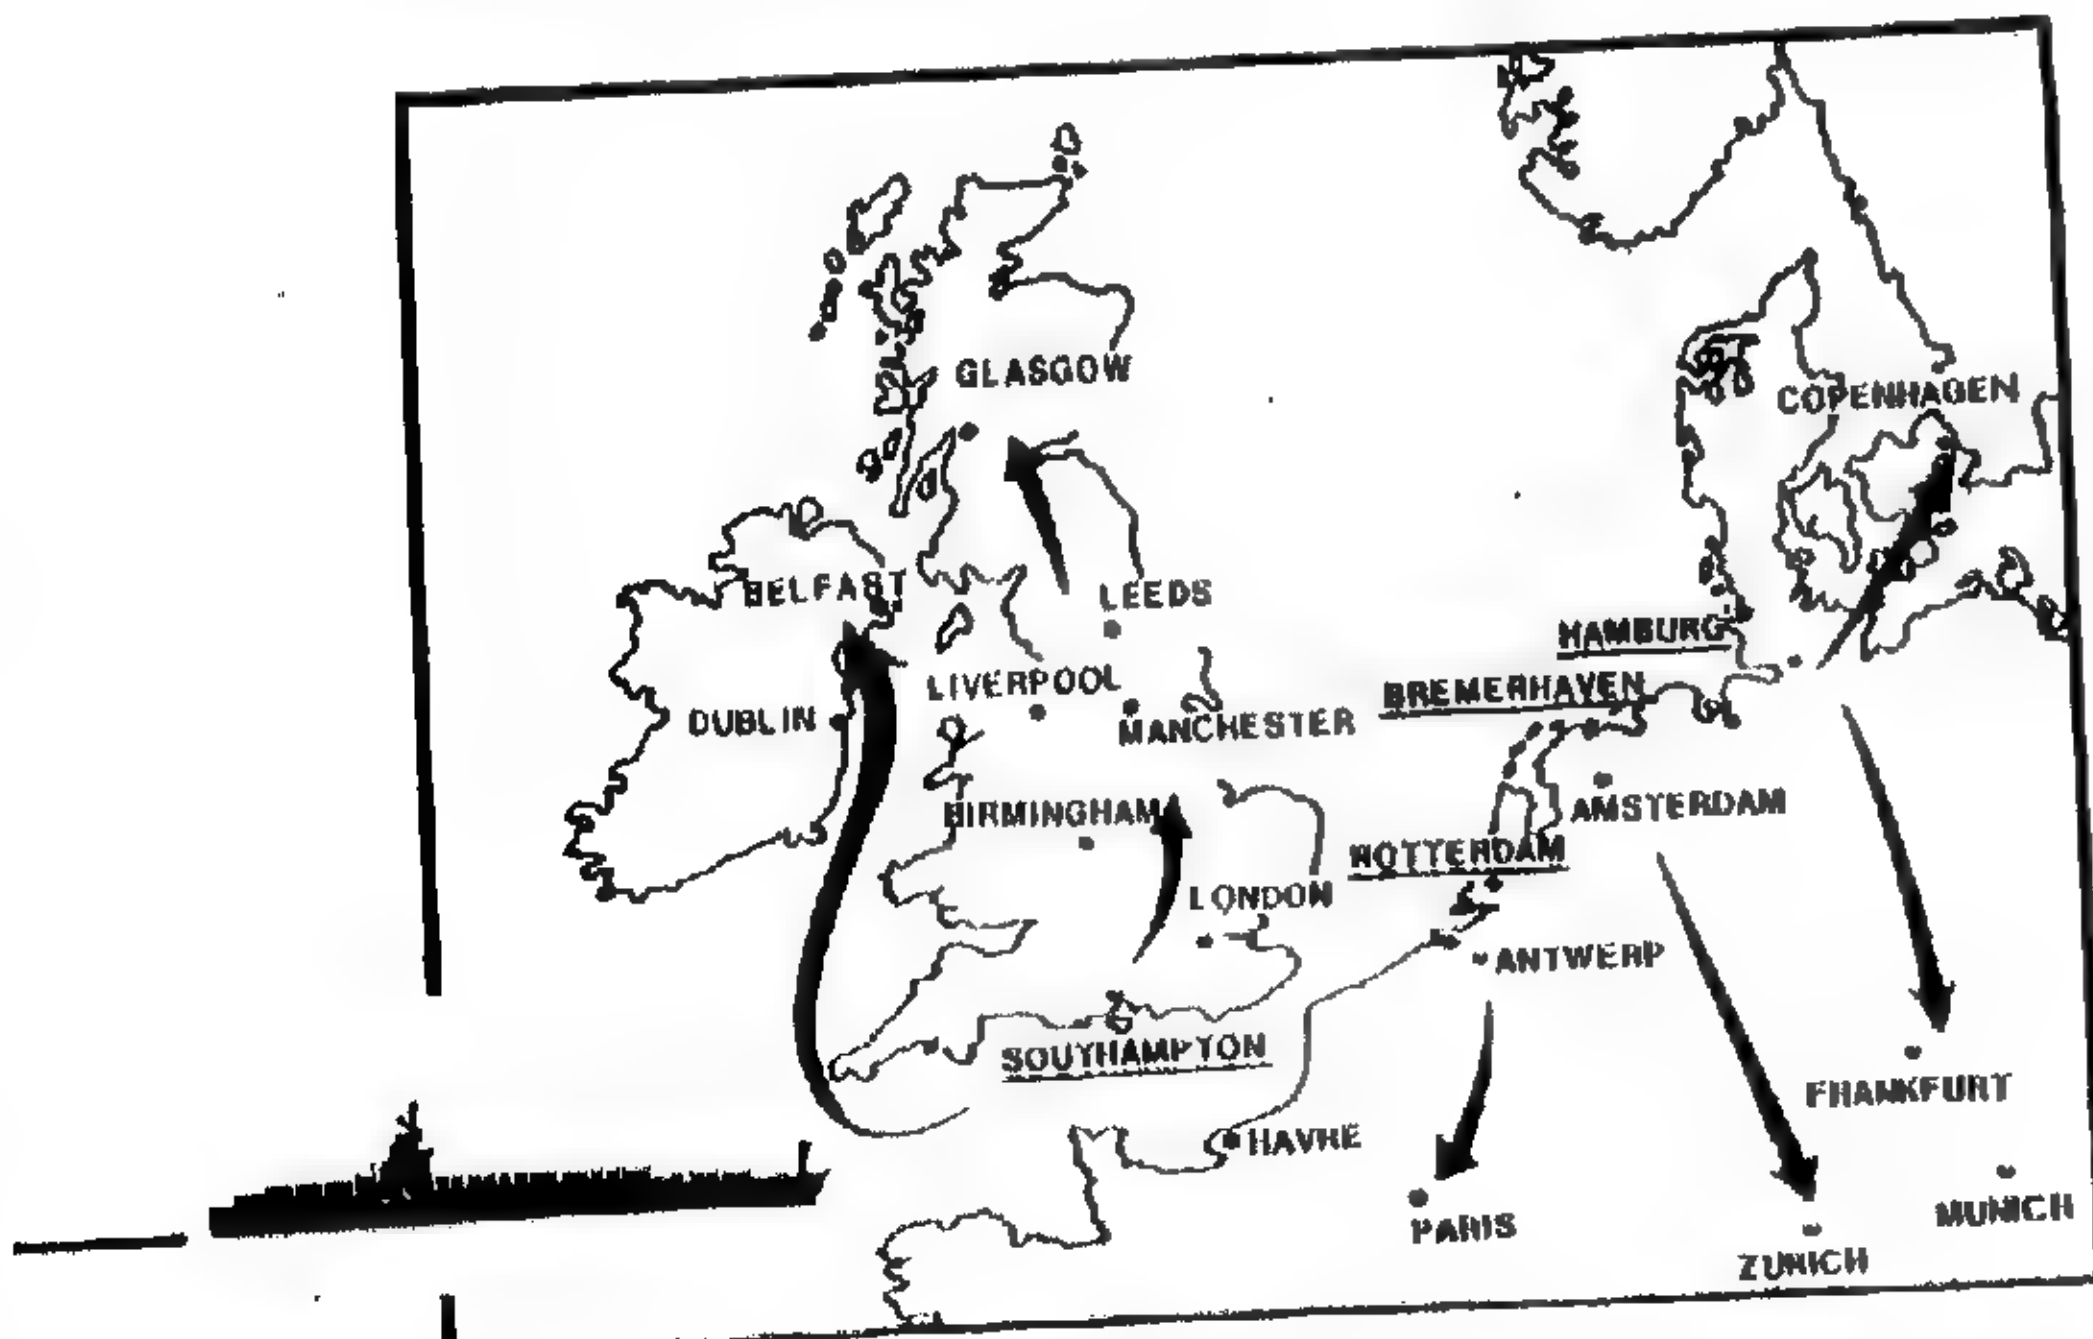 GLASGOW
COPENHAGEN
BELFAST
LEEDS
HAMBURG
LIVERPOOL
BREMERHAVEN
DUBLIN
MANCHESTER
BIRMINGHAM
AMSTERDAM
ROTTERDAM
LONDON
ANTWERP
SOUTHAMPTON
FRANKFURT
HAVRE
MUNICH
PARIS
ZURICH